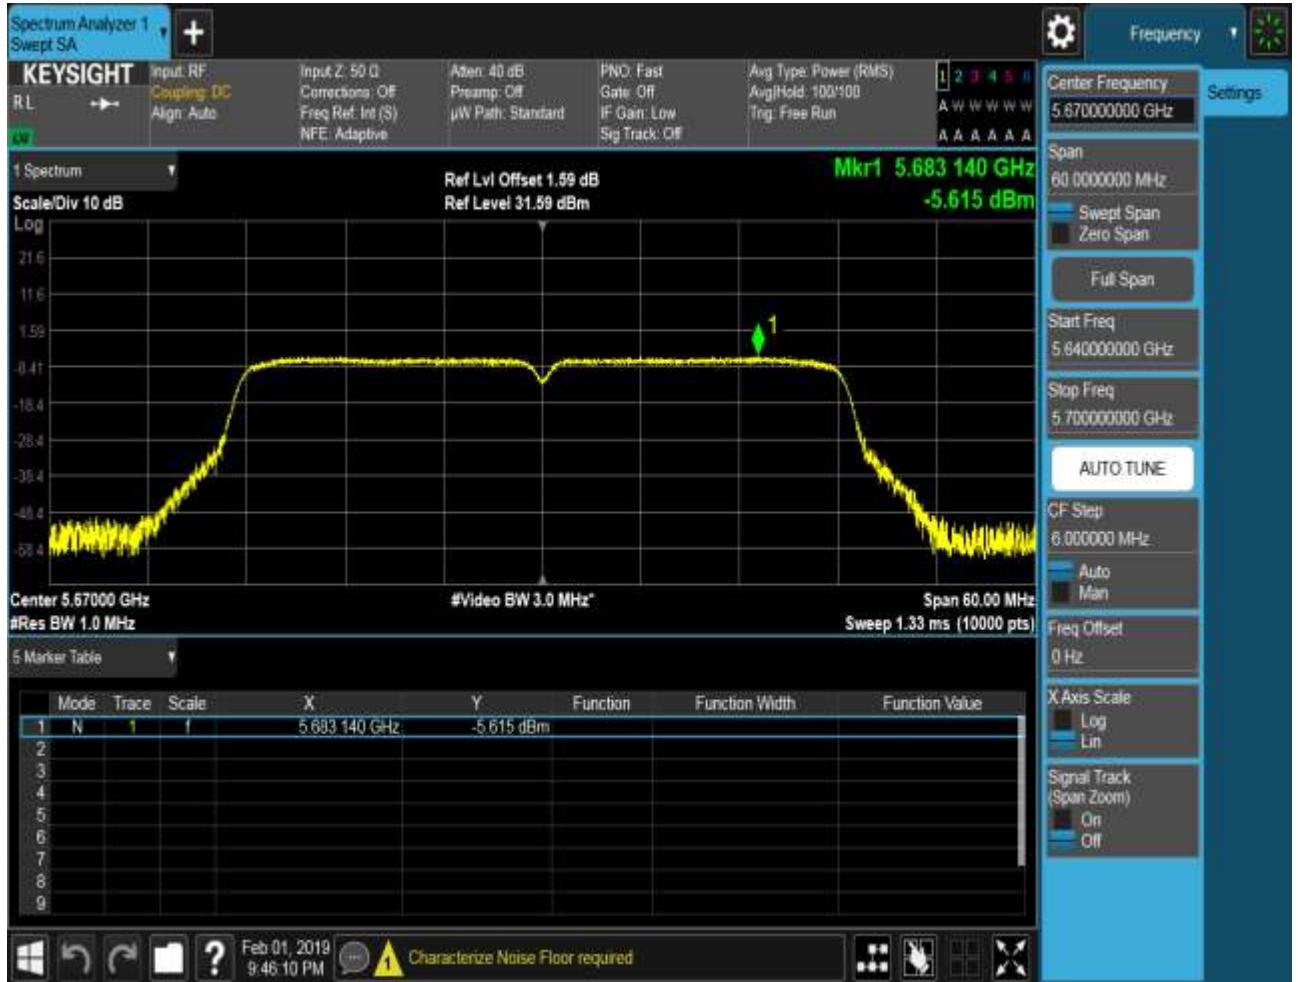 Spectrum Analyzer 1
Swept SA
+
Frequency
KEYSIGHT
RL
Input: RF
Coupling: DC
Align: Auto
Input Z: 50 Ω
Corrections: Off
Freq Ref: Int (S)
NFE: Adaptive
Atten: 40 dB
Preamp: Off
µW Path: Standard
PNO: Fast
Gate: Off
IF Gain: Low
Sig Track: Off
Avg Type: Power (RMS)
Avg|Hold: 100/100
Trig: Free Run
1 2 3 4 5 6
A W W W W W
A A A A A A
1 Spectrum
Scale/Div 10 dB
Ref Lvl Offset 1.59 dB
Ref Level 31.59 dBm
Mkr1 5.683 140 GHz
-5.615 dBm
Log
21.6
11.6
1.59
-8.41
-18.4
-28.4
-38.4
-48.4
-58.4
1
Center 5.67000 GHz
#Res BW 1.0 MHz
#Video BW 3.0 MHz*
Span 60.00 MHz
Sweep 1.33 ms (10000 pts)
5 Marker Table
Mode Trace Scale X Y Function Function Width Function Value
1 N 1 f 5.683 140 GHz -5.615 dBm
2
3
4
5
6
7
8
9
Feb 01, 2019
9:46:10 PM
?
1
Characterize Noise Floor required
Center Frequency
5.670000000 GHz
Settings
Span
60.0000000 MHz
Swept Span
Zero Span
Full Span
Start Freq
5.640000000 GHz
Stop Freq
5.700000000 GHz
AUTO TUNE
CF Step
6.000000 MHz
Auto
Man
Freq Offset
0 Hz
X Axis Scale
Log
Lin
Signal Track
(Span Zoom)
On
Off